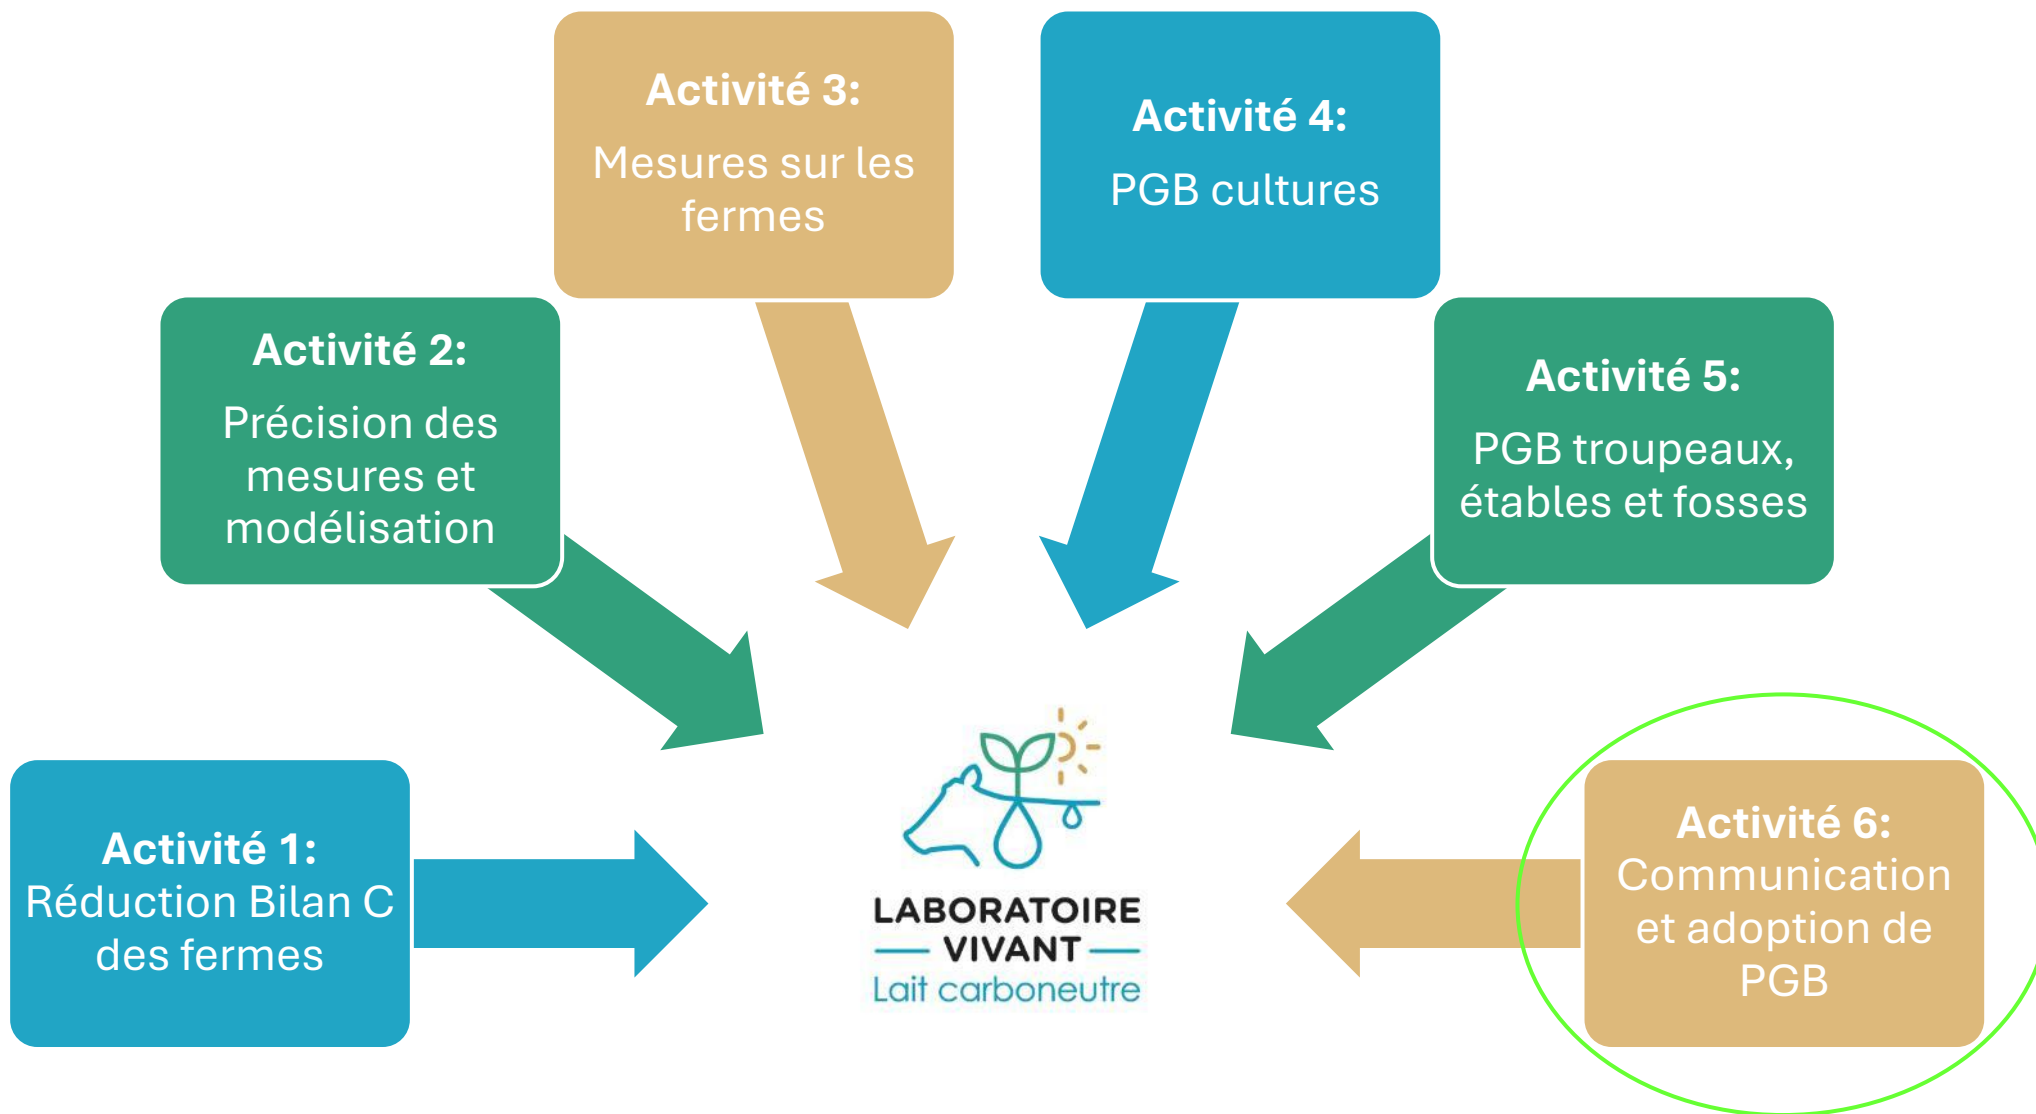 Activité 1:
Réduction Bilan C
des fermes
Activité 2:
Précision des
mesures et
modélisation
Activité 3:
Mesures sur les
fermes
Activité 4:
PGB cultures
Activité 5:
PGB troupeaux,
étables et fosses
Activité 6:
Communication
et adoption de
PGB
LABORATOIRE
VIVANT
Lait carboneutre